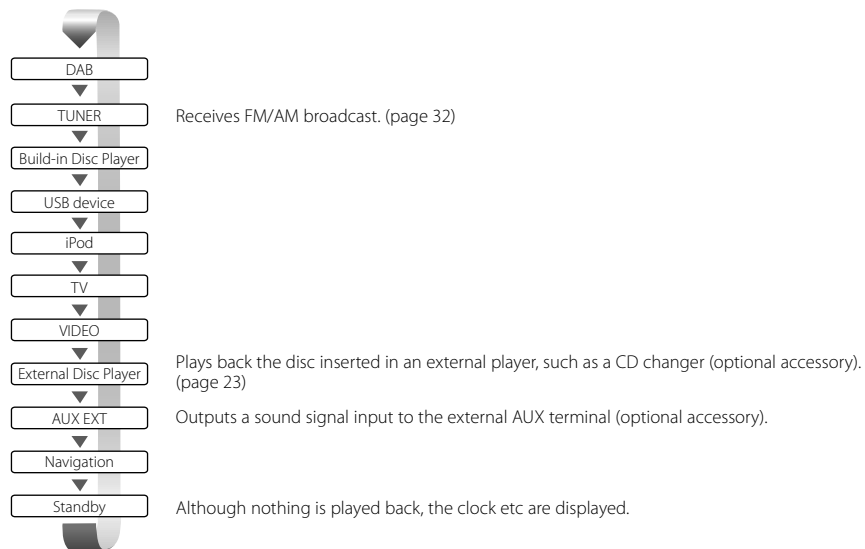 DAB
TUNER
Receives FM/AM broadcast. (page 32)
Build-in Disc Player
USB device
iPod
TV
VIDEO
External Disc Player
Plays back the disc inserted in an external player, such as a CD changer (optional accessory).
(page 23)
AUX EXT
Outputs a sound signal input to the external AUX terminal (optional accessory).
Navigation
Standby
Although nothing is played back, the clock etc are displayed.